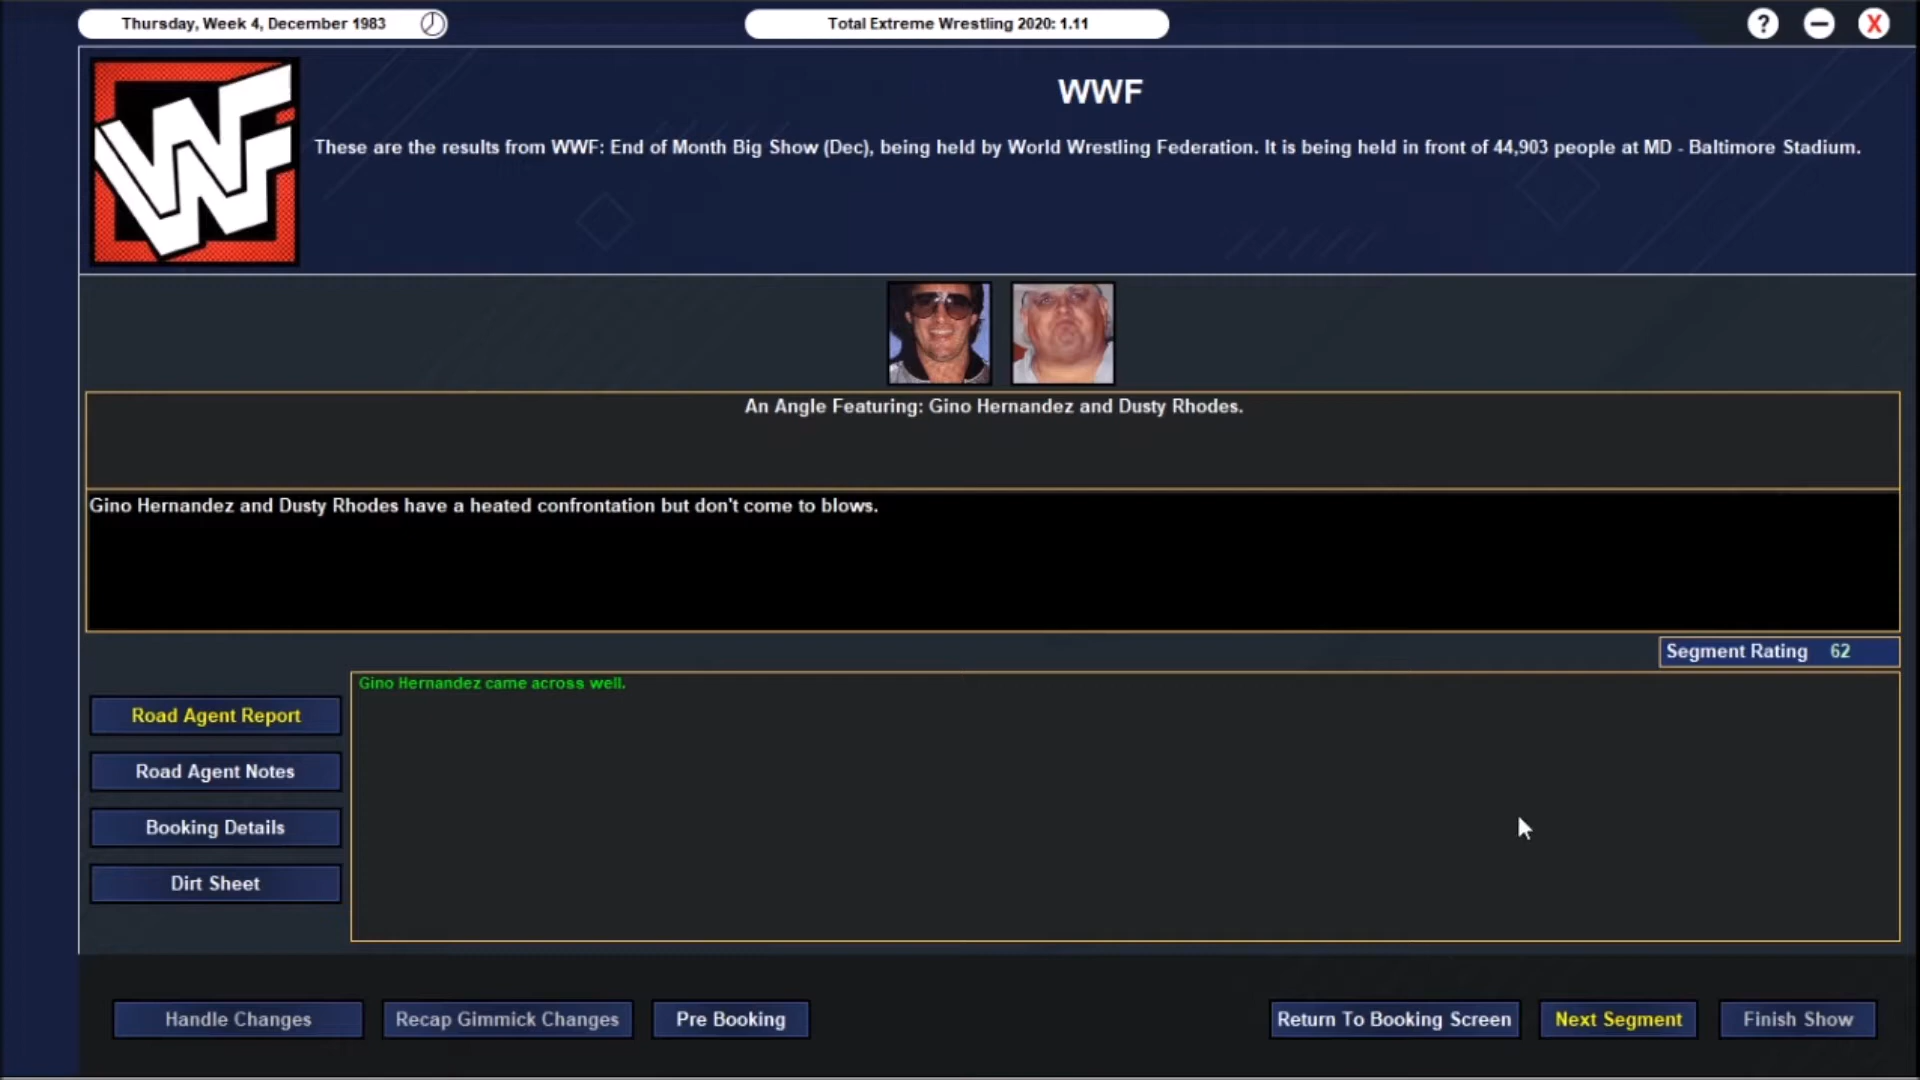 Thursday, Week 4, December 1983
Total Extreme Wrestling 2020: 1.11
?
X
WF
WWF
These are the results from WWF: End of Month Big Show (Dec), being held by World Wrestling Federation. It is being held in front of 44,903 people at MD - Baltimore Stadium.
An Angle Featuring: Gino Hernandez and Dusty Rhodes.
Gino Hernandez and Dusty Rhodes have a heated confrontation but don't come to blows.
Segment Rating 62
Gino Hernandez came across well.
Road Agent Report
Road Agent Notes
Booking Details
Dirt Sheet
Handle Changes
Recap Gimmick Changes
Pre Booking
Return To Booking Screen
Next Segment
Finish Show